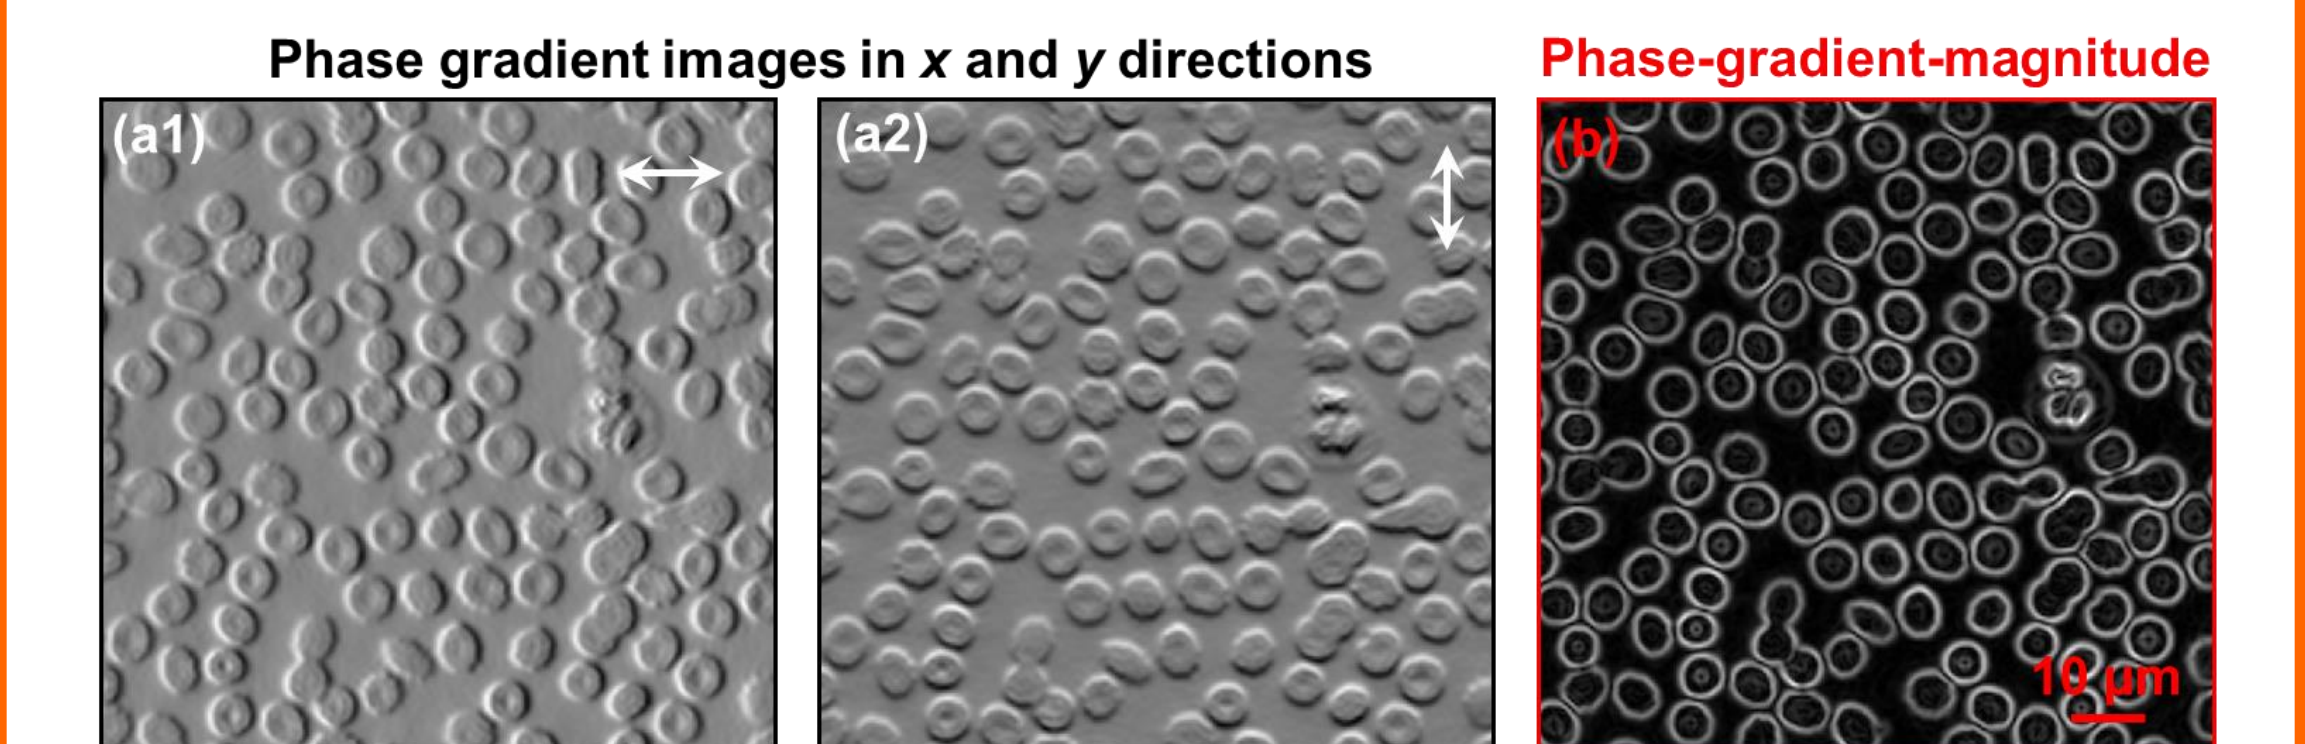 Phase gradient images in x and y directions
Phase-gradient-magnitude
(a1)
(a2)
(b)
10 μm